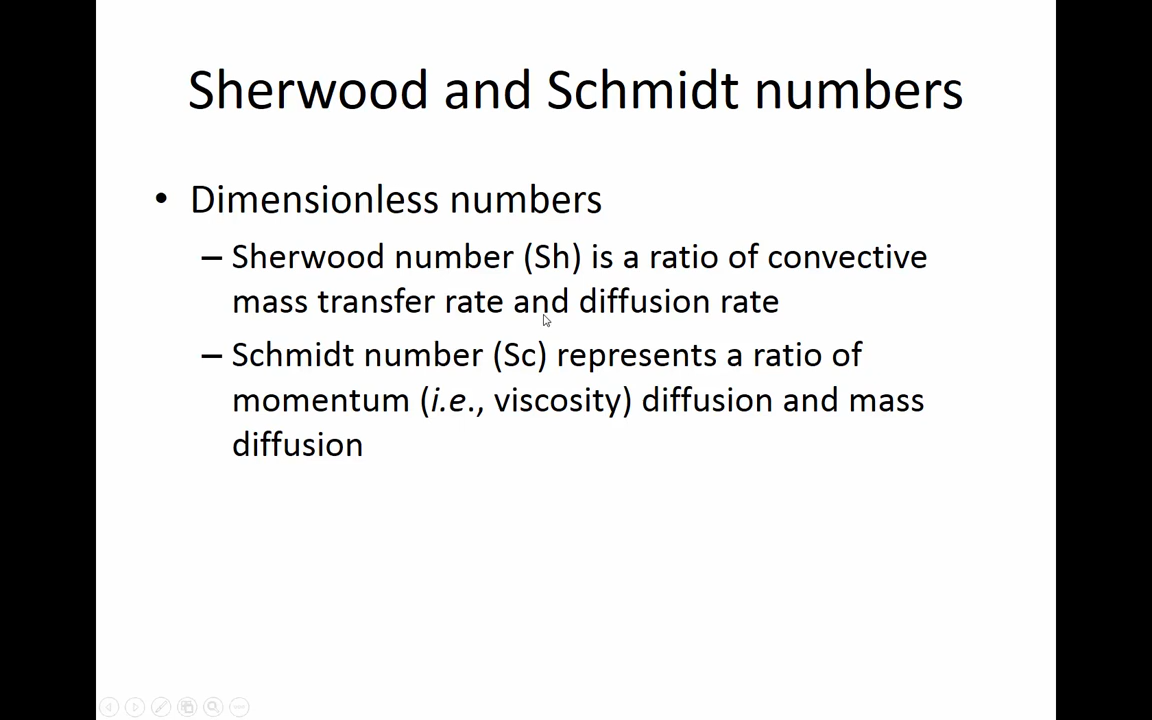 Sherwood and Schmidt numbers
• Dimensionless numbers
– Sherwood number (Sh) is a ratio of convective
mass transfer rate and diffusion rate
– Schmidt number (Sc) represents a ratio of
momentum (i.e., viscosity) diffusion and mass
diffusion